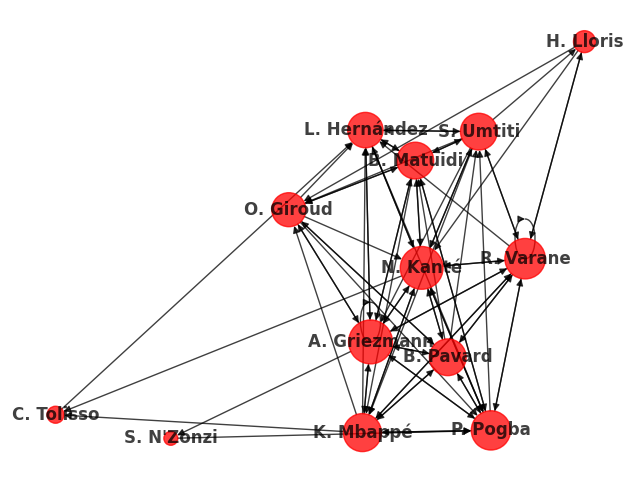 H. Lloris
L. Hernández
S. Umtiti
B. Matuidi
O. Giroud
R. Varane
N. Kanté
A. Griezmann
B. Pavard
C. Tolisso
S. N'Zonzi
K. Mbappé
P. Pogba